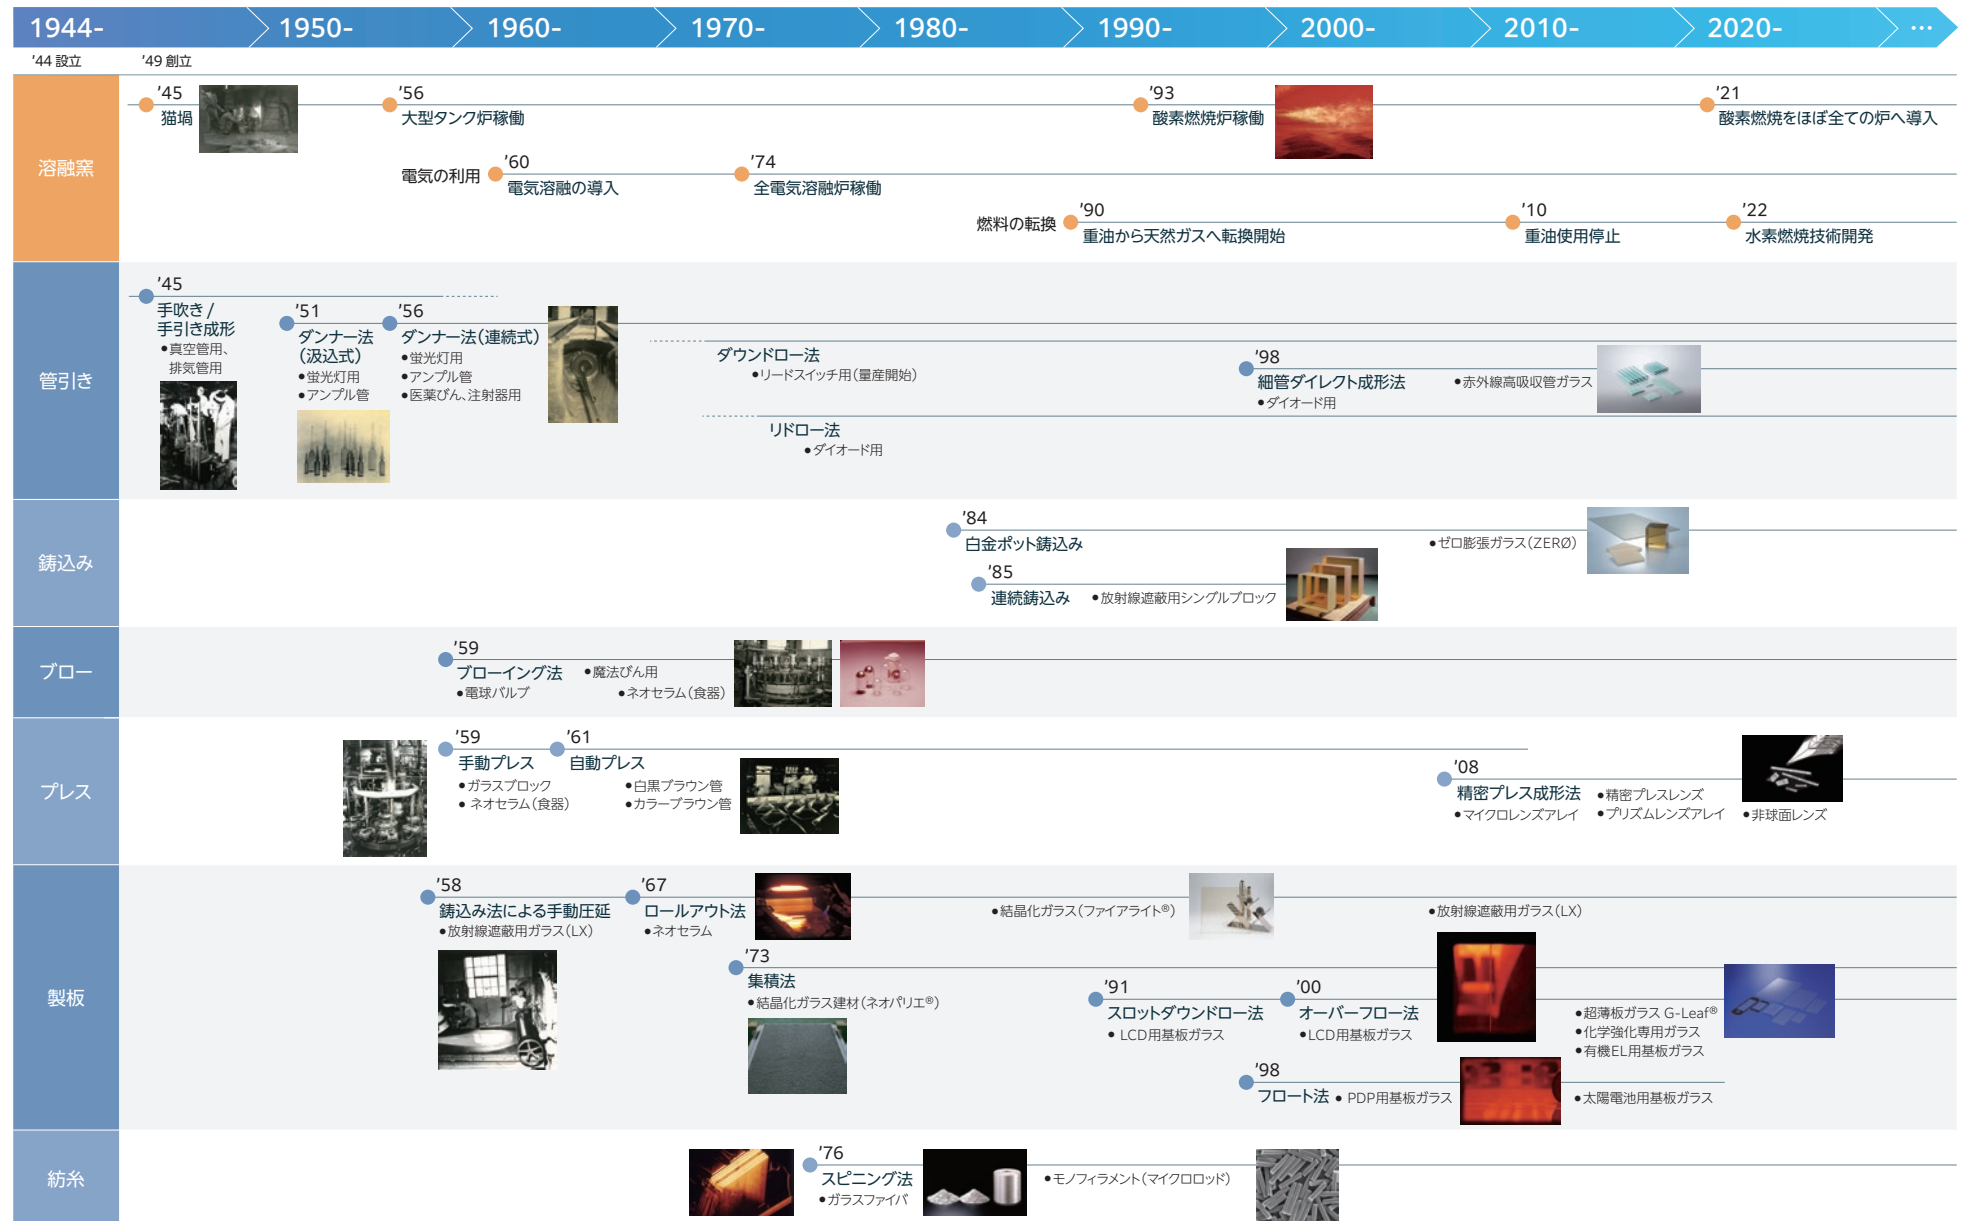 1944-
1950-
1960-
1970-
1980-
1990-
2000-
2010-
2020-
…
'44 設立
'49 創立
溶融窯
'45
猫堝
'56
大型タンク炉稼働
'93
酸素燃焼炉稼働
'21
酸素燃焼をほぼ全ての炉へ導入
電気の利用
'60
電気溶融の導入
'74
全電気溶融炉稼働
燃料の転換
'90
重油から天然ガスへ転換開始
'10
重油使用停止
'22
水素燃焼技術開発
管引き
'45
手吹き/
手引き成形
●真空管用、
排気管用
'51
ダンナー法
(汲込式)
●蛍光灯用
●アンプル管
'56
ダンナー法(連続式)
●蛍光灯用
●アンプル管
●医薬びん、注射器用
ダウンドロー法
●リードスイッチ用(量産開始)
'98
細管ダイレクト成形法
●ダイオード用
●赤外線高吸収管ガラス
リドロー法
●ダイオード用
鋳込み
'84
白金ポット鋳込み
●ゼロ膨張ガラス(ZERØ)
'85
連続鋳込み
●放射線遮蔽用シングルブロック
ブロー
'59
ブローイング法
●電球バルブ
●魔法びん用
●ネオセラム(食器)
プレス
'59
手動プレス
●ガラスブロック
●ネオセラム(食器)
'61
自動プレス
●白黒ブラウン管
●カラーブラウン管
'08
精密プレス成形法
●マイクロレンズアレイ
●精密プレスレンズ
●プリズムレンズアレイ
●非球面レンズ
製板
'58
鋳込み法による手動圧延
●放射線遮蔽用ガラス(LX)
'67
ロールアウト法
●ネオセラム
●結晶化ガラス(ファイアライト®)
●放射線遮蔽用ガラス(LX)
'73
集積法
●結晶化ガラス建材(ネオパリエ®)
'91
スロットダウンドロー法
● LCD用基板ガラス
'00
オーバーフロー法
●LCD用基板ガラス
●超薄板ガラス G-Leaf®
●化学強化専用ガラス
●有機EL用基板ガラス
'98
フロート法
● PDP用基板ガラス
●太陽電池用基板ガラス
紡糸
'76
スピニング法
●ガラスファイバ
●モノフィラメント(マイクロロッド)